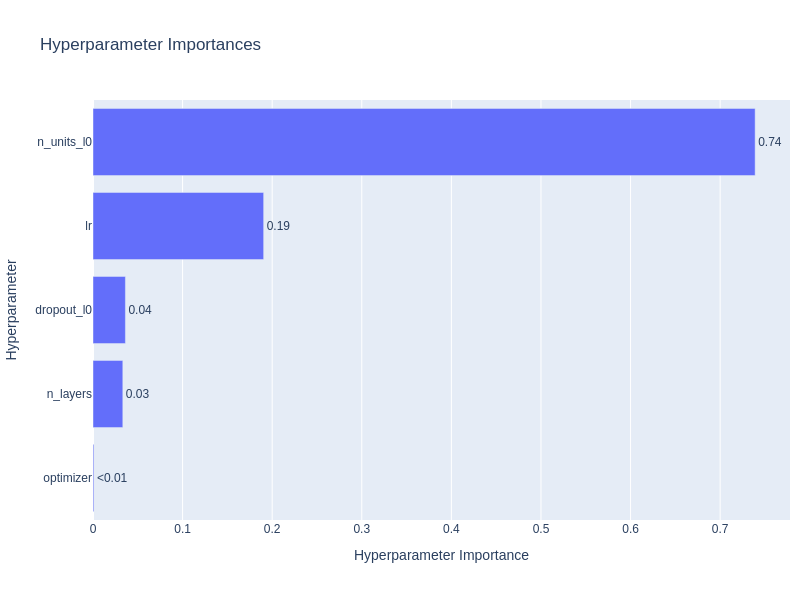 Hyperparameter Importances
n_units_l0
0.74
lr
0.19
dropout_l0
0.04
n_layers
0.03
optimizer
<0.01
0 0.1 0.2 0.3 0.4 0.5 0.6 0.7
Hyperparameter Importance
Hyperparameter